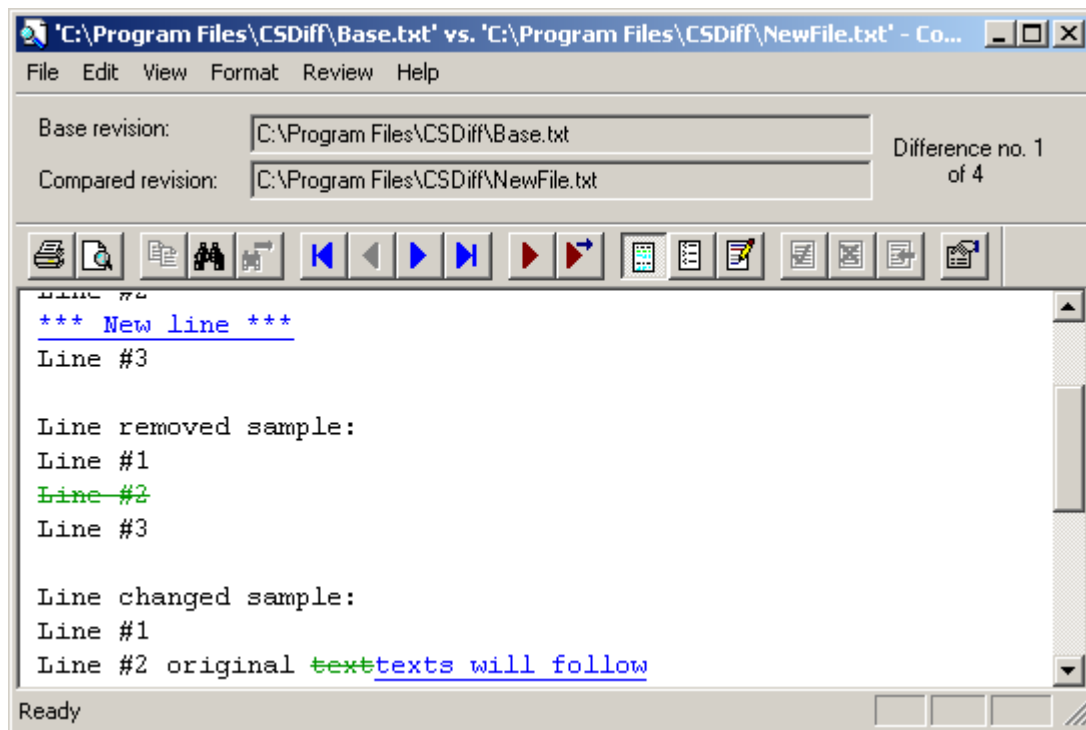 'C:\Program Files\CSDiff\Base.txt' vs. 'C:\Program Files\CSDiff\NewFile.txt' - Co...
File Edit View Format Review Help
Base revision: C:\Program Files\CSDiff\Base.txt
Compared revision: C:\Program Files\CSDiff\NewFile.txt
Difference no. 1
of 4
Line #2
*** New line ***
Line #3
Line removed sample:
Line #1
Line #2
Line #3
Line changed sample:
Line #1
Line #2 original texttexts will follow
Ready